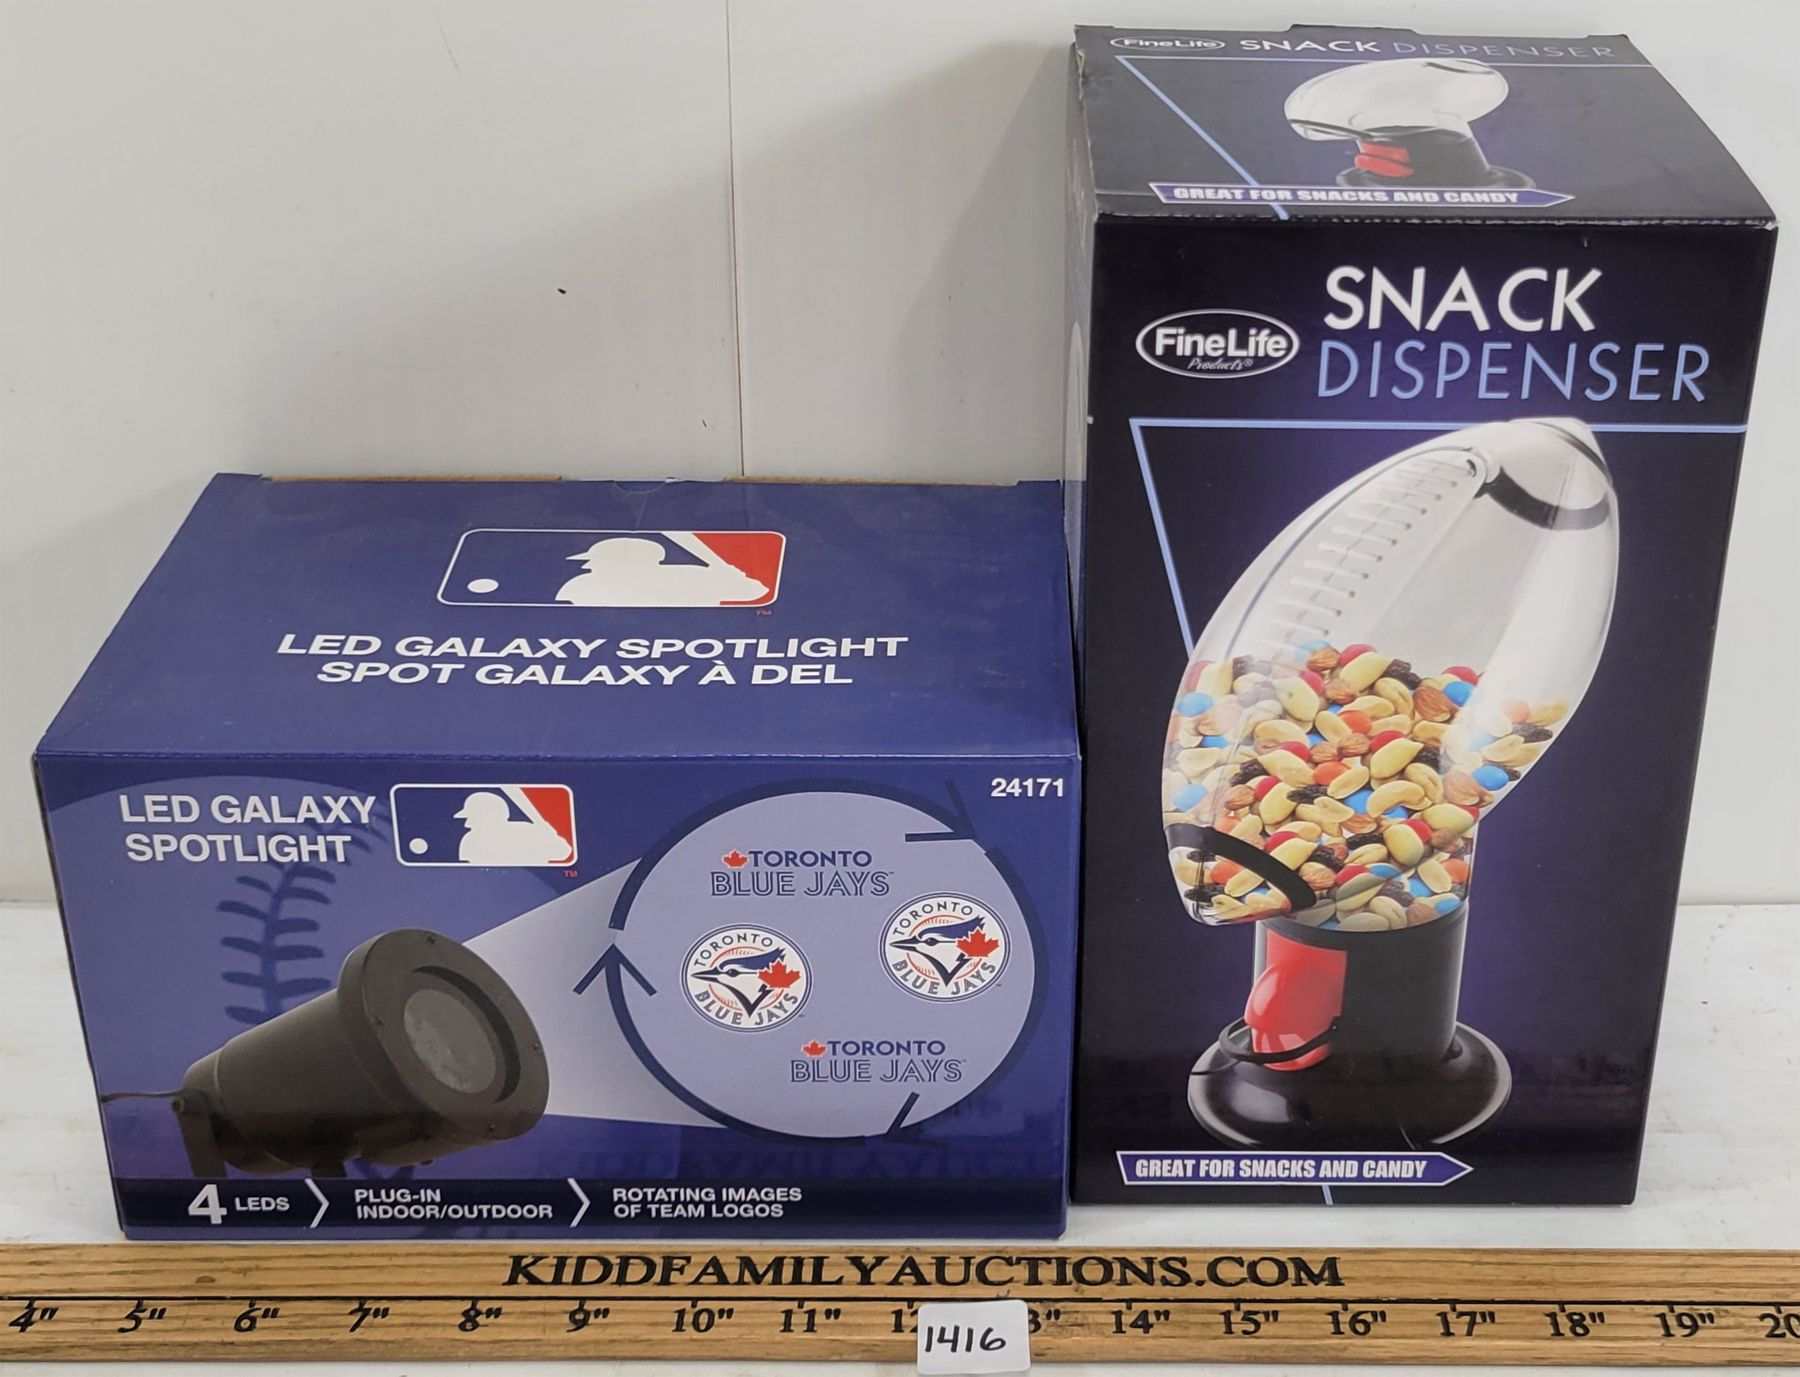 FineLife SNACK DISPENSER
GREAT FOR SNACKS AND CANDY
FineLife
Products®
SNACK
DISPENSER
GREAT FOR SNACKS AND CANDY
TM
LED GALAXY SPOTLIGHT
SPOT GALAXY À DEL
LED GALAXY
SPOTLIGHT
TM
24171
TORONTO
BLUE JAYS
TORONTO
BLUE JAYS
TORONTO
BLUE JAYS
TORONTO
BLUE JAYS
4 LEDS
PLUG-IN
INDOOR/OUTDOOR
ROTATING IMAGES
OF TEAM LOGOS
KIDDFAMILYAUCTIONS.COM
4" 5" 6" 7" 8" 9" 10" 11" 14" 15" 16" 17" 18" 19" 20
1416